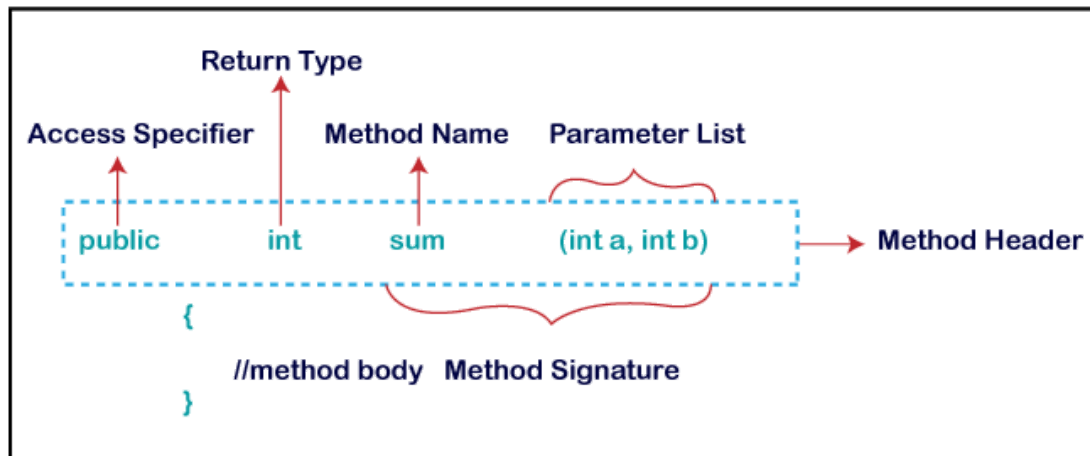 Return Type
Access Specifier Method Name Parameter List
public int sum (int a, int b) Method Header
{
//method body Method Signature
}